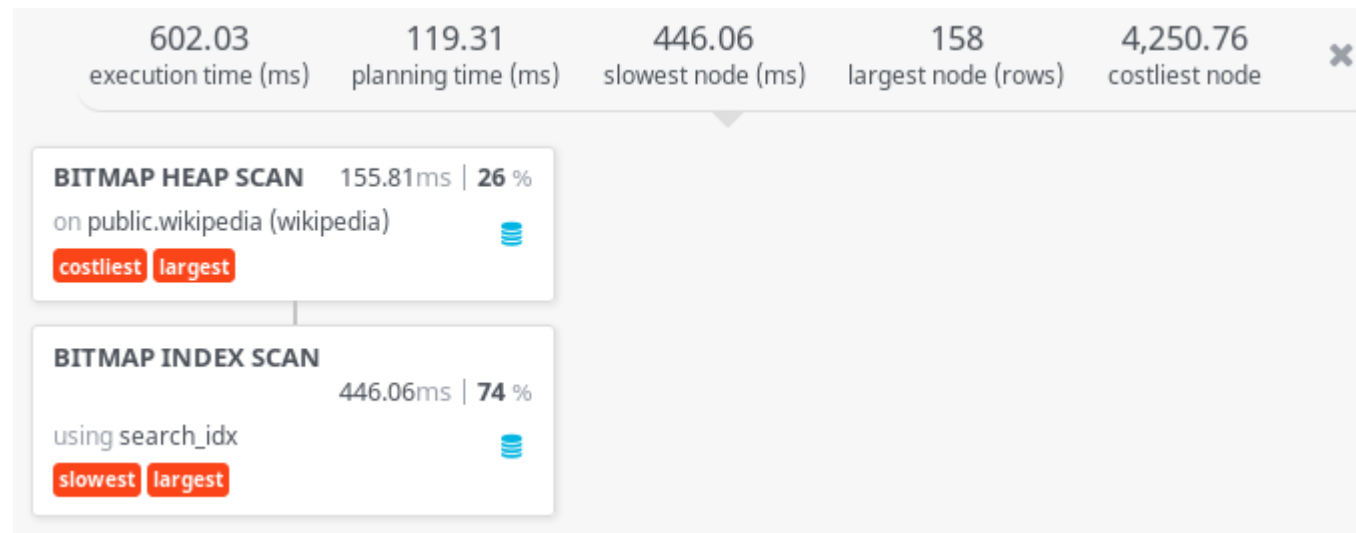 602.03 119.31 446.06 158 4,250.76
execution time (ms) planning time (ms) slowest node (ms) largest node (rows) costliest node
BITMAP HEAP SCAN 155.81ms | 26 %
on public.wikipedia (wikipedia)
costliest largest
BITMAP INDEX SCAN
446.06ms | 74 %
using search_idx
slowest largest